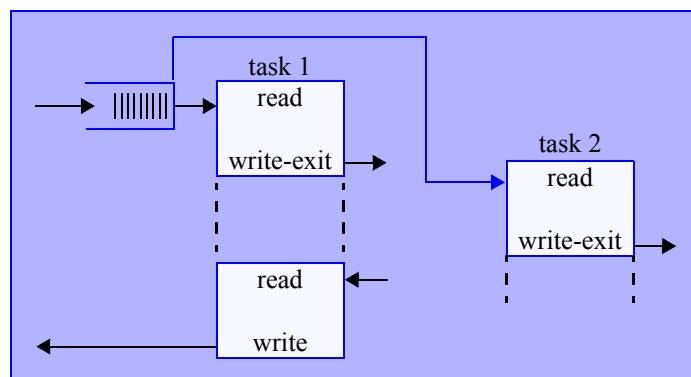 task 1
read
write-exit
task 2
read
write-exit
read
write